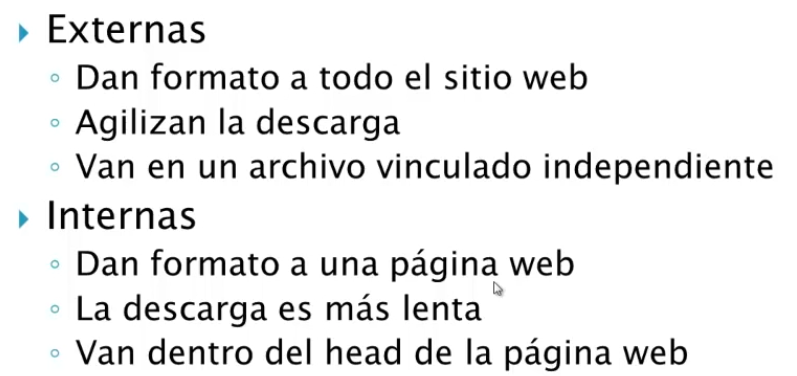 Externas
Dan formato a todo el sitio web
Agilizan la descarga
Van en un archivo vinculado independiente
Internas
Dan formato a una página web
La descarga es más lenta
Van dentro del head de la página web